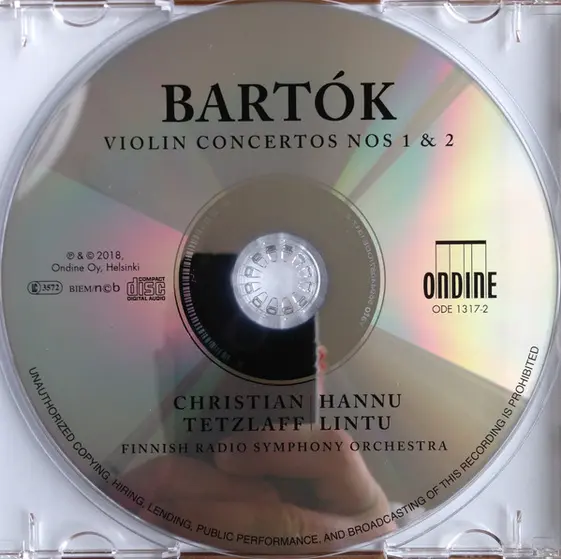 BARTÓK
VIOLIN CONCERTOS NOS 1 & 2
℗ & © 2018,
Ondine Oy, Helsinki
LC 3572
BIEM/n©b
COMPACT
disc
DIGITAL AUDIO
ONDINE
ODE 1317-2
CHRISTIAN | HANNU
TETZLAFF | LINTU
FINNISH RADIO SYMPHONY ORCHESTRA
UNAUTHORIZED COPYING, HIRING, LENDING, PUBLIC PERFORMANCE, AND BROADCASTING OF THIS RECORDING IS PROHIBITED